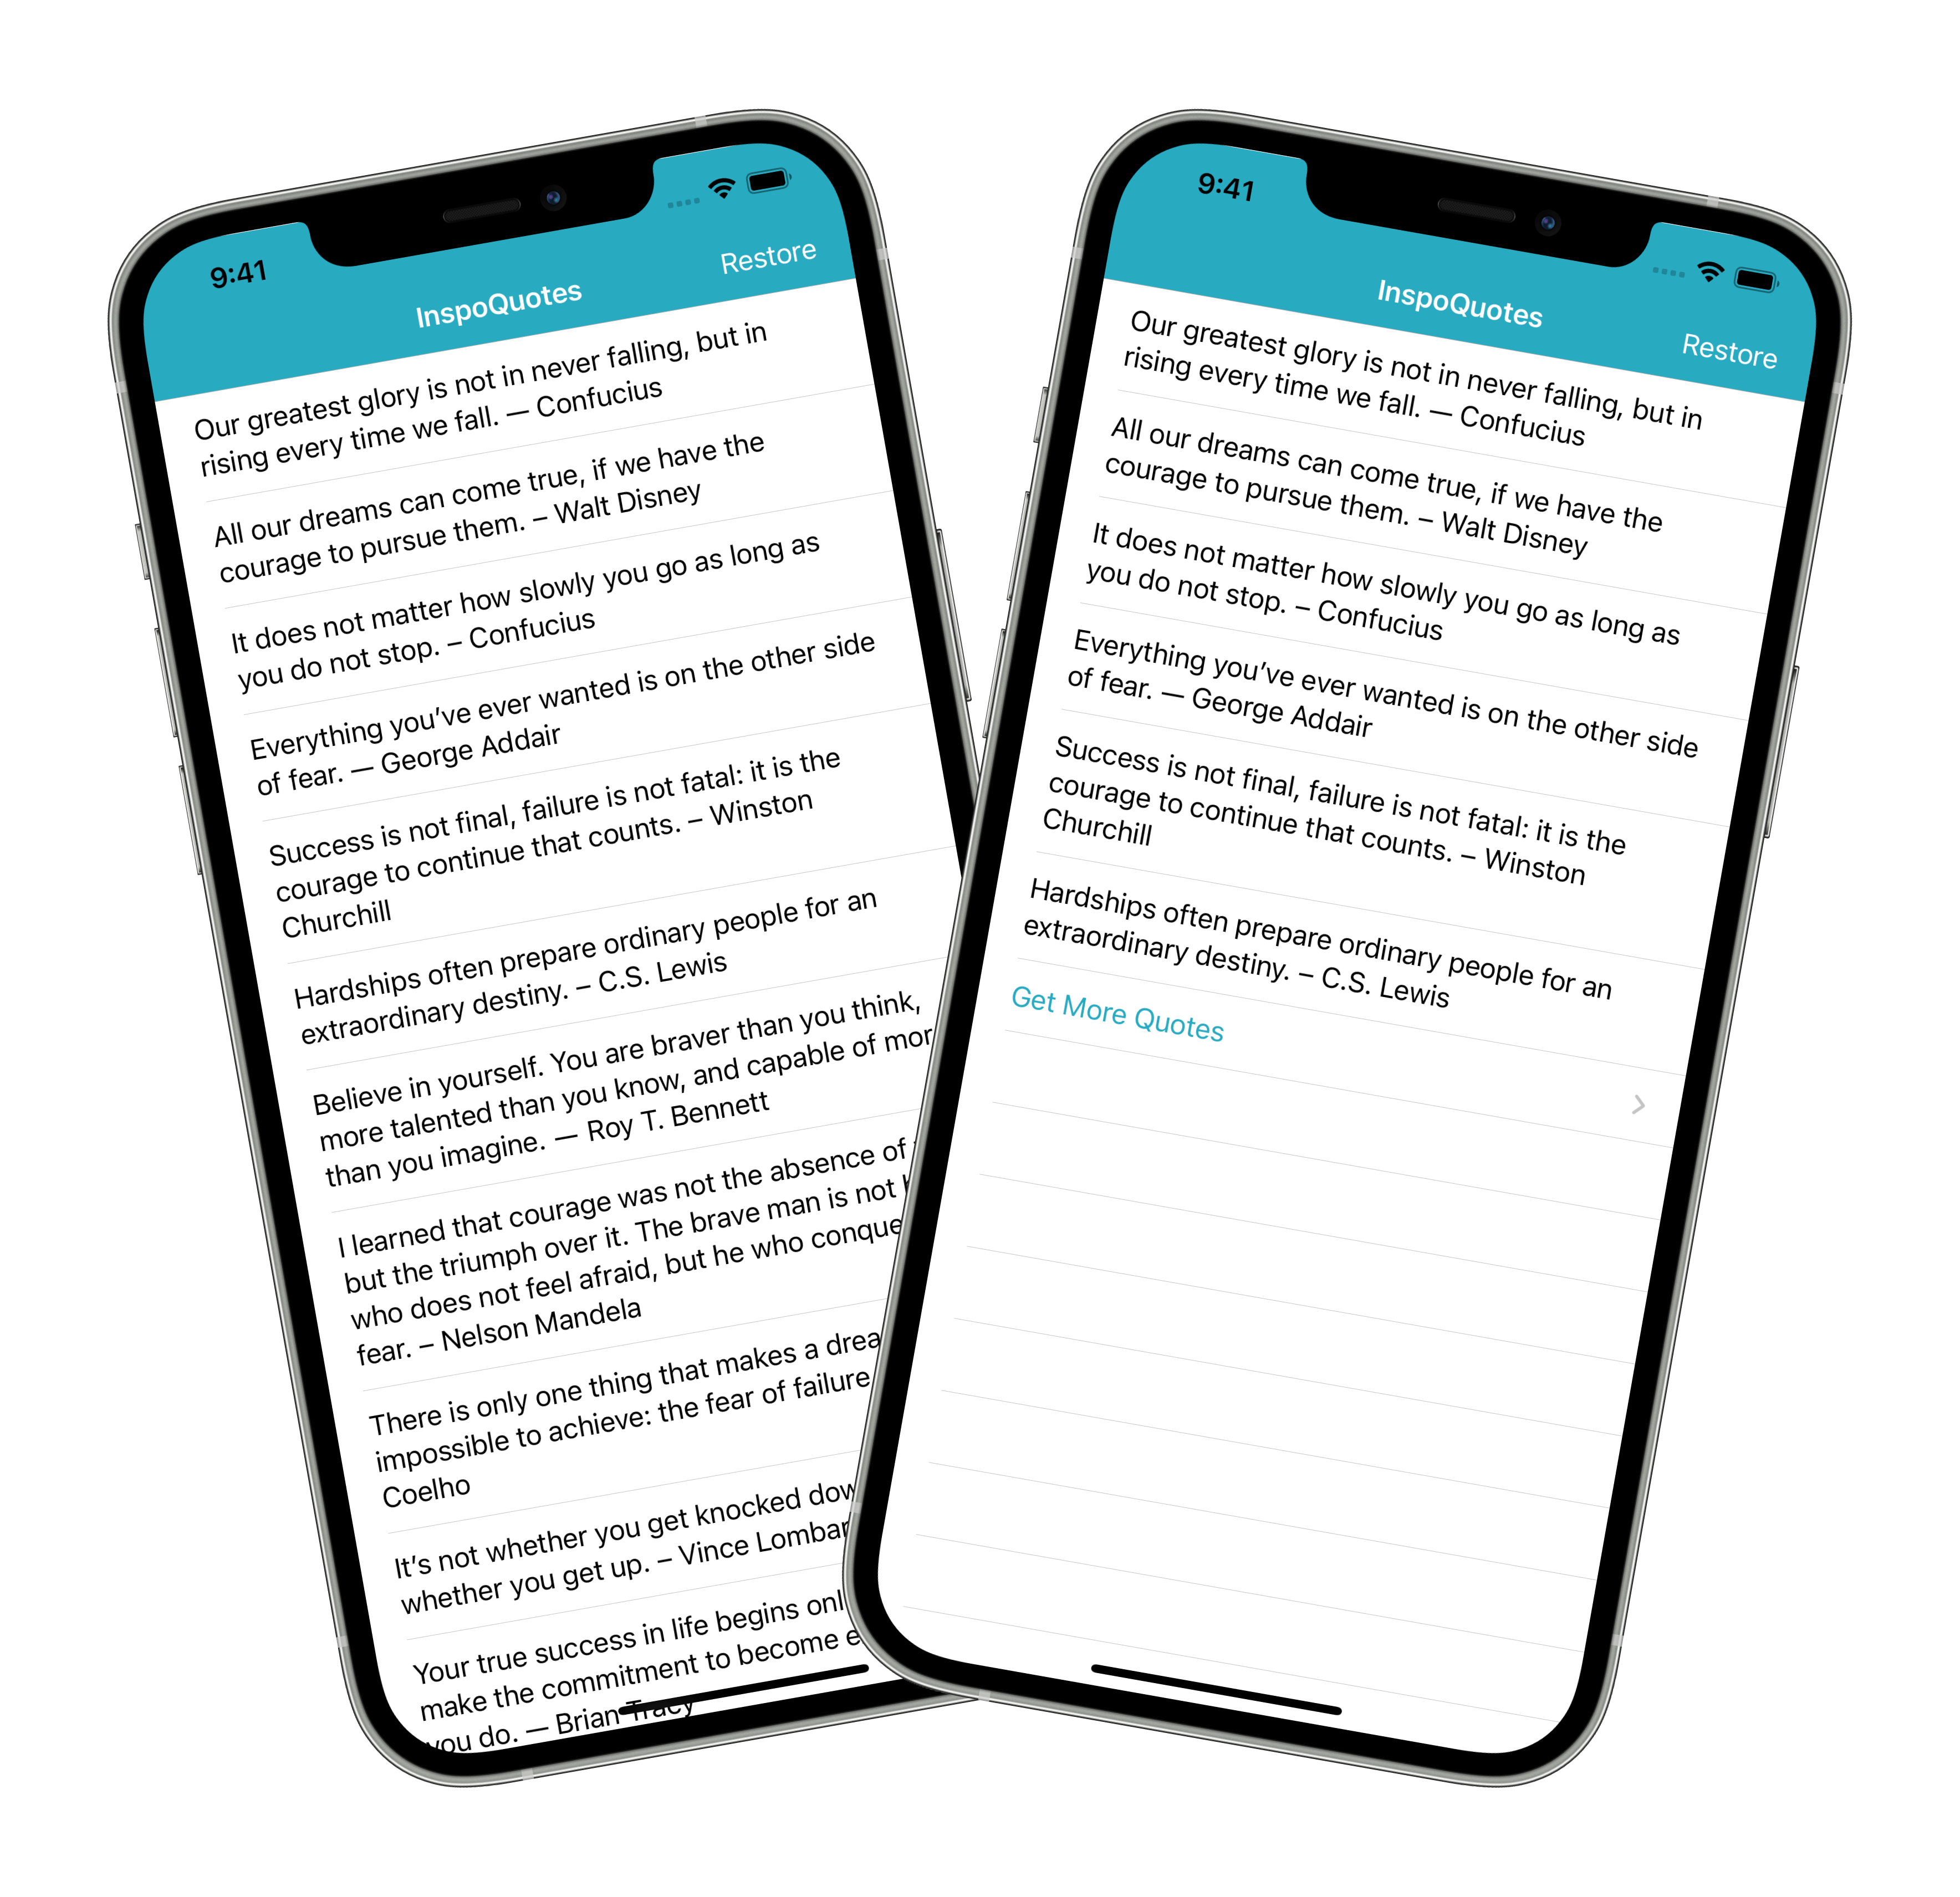 9:41
InspoQuotes
Restore
Our greatest glory is not in never falling, but in
rising every time we fall. — Confucius
All our dreams can come true, if we have the
courage to pursue them. – Walt Disney
It does not matter how slowly you go as long as
you do not stop. – Confucius
Everything you’ve ever wanted is on the other side
of fear. — George Addair
Success is not final, failure is not fatal: it is the
courage to continue that counts. – Winston
Churchill
Hardships often prepare ordinary people for an
extraordinary destiny. – C.S. Lewis
Believe in yourself. You are braver than you think,
more talented than you know, and capable of mor
than you imagine. — Roy T. Bennett
I learned that courage was not the absence of
but the triumph over it. The brave man is not
who does not feel afraid, but he who conque
fear. – Nelson Mandela
There is only one thing that makes a drea
impossible to achieve: the fear of failure
Coelho
It’s not whether you get knocked dow
whether you get up. – Vince Lombar
Your true success in life begins onl
make the commitment to become e
you do. — Brian Tracy
9:41
InspoQuotes
Restore
Our greatest glory is not in never falling, but in
rising every time we fall. — Confucius
All our dreams can come true, if we have the
courage to pursue them. – Walt Disney
It does not matter how slowly you go as long as
you do not stop. – Confucius
Everything you’ve ever wanted is on the other side
of fear. — George Addair
Success is not final, failure is not fatal: it is the
courage to continue that counts. – Winston
Churchill
Hardships often prepare ordinary people for an
extraordinary destiny. – C.S. Lewis
Get More Quotes